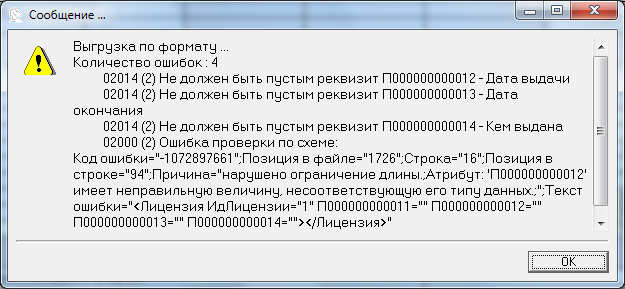 Сообщение ...
Выгрузка по формату ...
Количество ошибок : 4
02014 (2) Не должен быть пустым реквизит П000000000012 - Дата выдачи
02014 (2) Не должен быть пустым реквизит П000000000013 - Дата
окончания
02014 (2) Не должен быть пустым реквизит П000000000014 - Кем выдана
02000 (2) Ошибка проверки по схеме:
Код ошибки="-1072897661";Позиция в файле="1726";Строка="16";Позиция в
строке="94";Причина="нарушено ограничение длины.;Атрибут: 'П000000000012'
имеет неправильную величину, несоответствующую его типу данных.;";Текст
ошибки="<Лицензия ИдЛицензии="1" П000000000011="" П000000000012=""
П000000000013="" П000000000014=""></Лицензия>"
OK